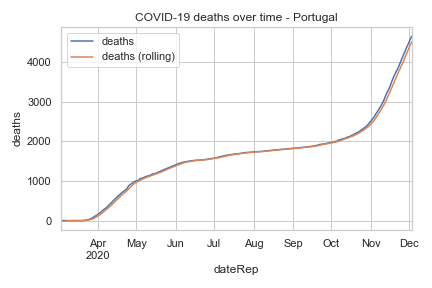 COVID-19 deaths over time - Portugal
deaths
deaths (rolling)
4000
3000
2000
1000
0
deaths
Apr May Jun Jul Aug Sep Oct Nov Dec
2020
dateRep